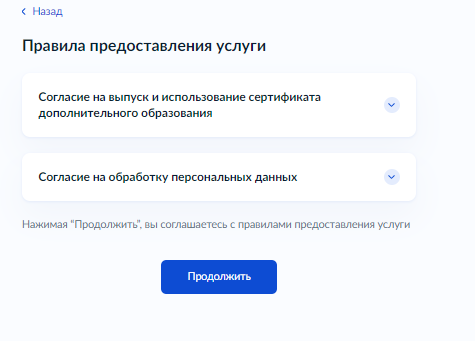 Назад
Правила предоставления услуги
Согласие на выпуск и использование сертификата
дополнительного образования
Согласие на обработку персональных данных
Нажимая "Продолжить", вы соглашаетесь с правилами предоставления услуги
Продолжить